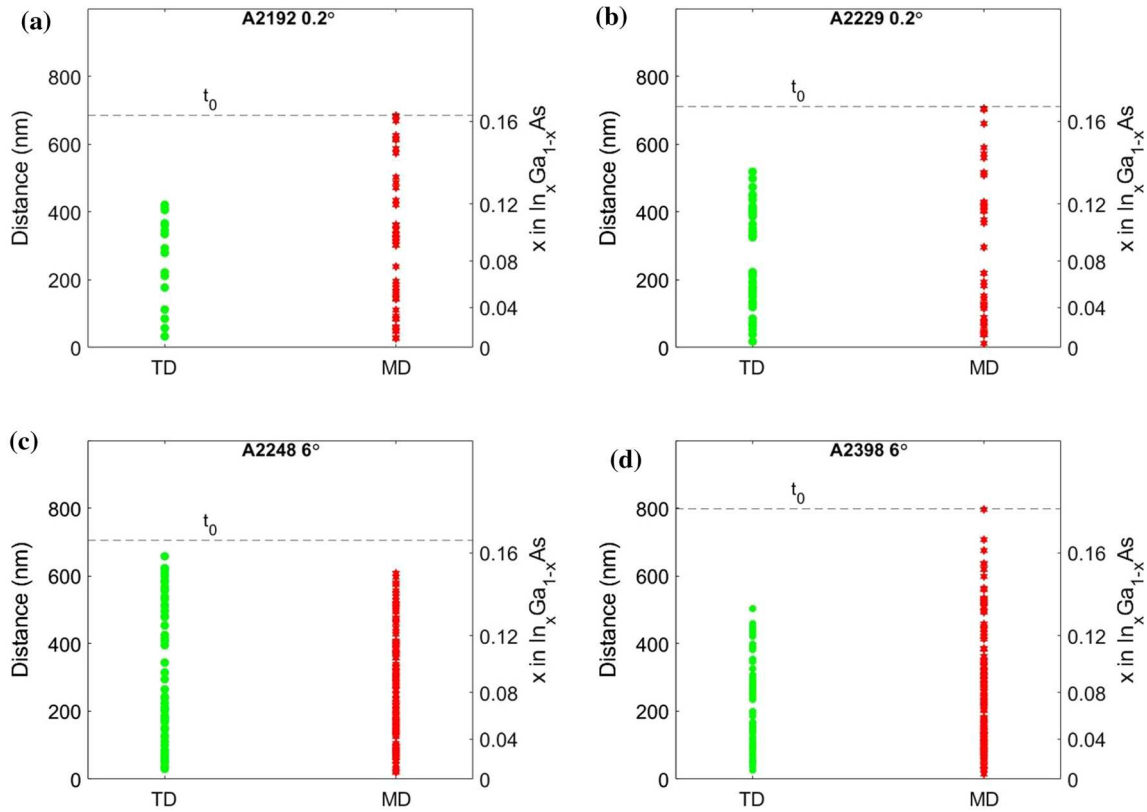 (a)
A2192 0.2°
800
600
400
200
0
Distance (nm)
t0
0.16
0.12
0.08
0.04
0
x in InxGa1-xAs
TD
MD
(b)
A2229 0.2°
800
600
400
200
0
Distance (nm)
t0
0.16
0.12
0.08
0.04
0
x in InxGa1-xAs
TD
MD
(c)
A2248 6°
800
600
400
200
0
Distance (nm)
t0
0.16
0.12
0.08
0.04
0
x in InxGa1-xAs
TD
MD
(d)
A2398 6°
800
600
400
200
0
Distance (nm)
t0
0.16
0.12
0.08
0.04
0
x in InxGa1-xAs
TD
MD